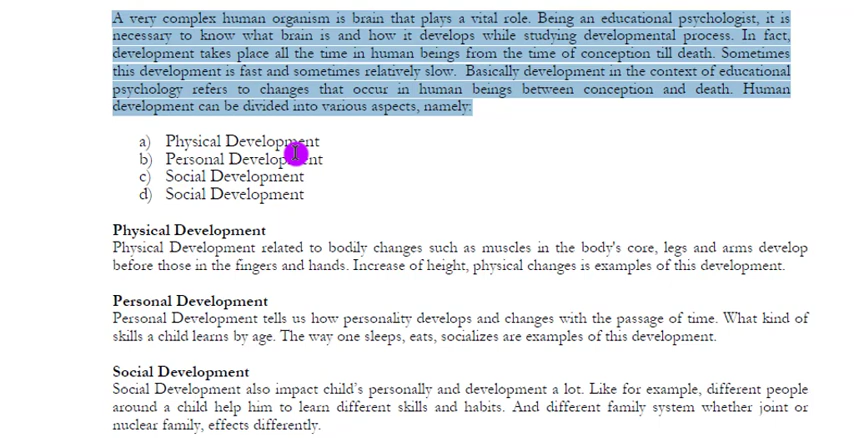 A very complex human organism is brain that plays a vital role. Being an educational psychologist, it is
necessary to know what brain is and how it develops while studying developmental process. In fact,
development takes place all the time in human beings from the time of conception till death. Sometimes
this development is fast and sometimes relatively slow. Basically development in the context of educational
psychology refers to changes that occur in human beings between conception and death. Human
development can be divided into various aspects, namely:
a) Physical Development
b) Personal Development
c) Social Development
d) Social Development
Physical Development
Physical Development related to bodily changes such as muscles in the body's core, legs and arms develop
before those in the fingers and hands. Increase of height, physical changes is examples of this development.
Personal Development
Personal Development tells us how personality develops and changes with the passage of time. What kind of
skills a child learns by age. The way one sleeps, eats, socializes are examples of this development.
Social Development
Social Development also impact child's personally and development a lot. Like for example, different people
around a child help him to learn different skills and habits. And different family system whether joint or
nuclear family, effects differently.